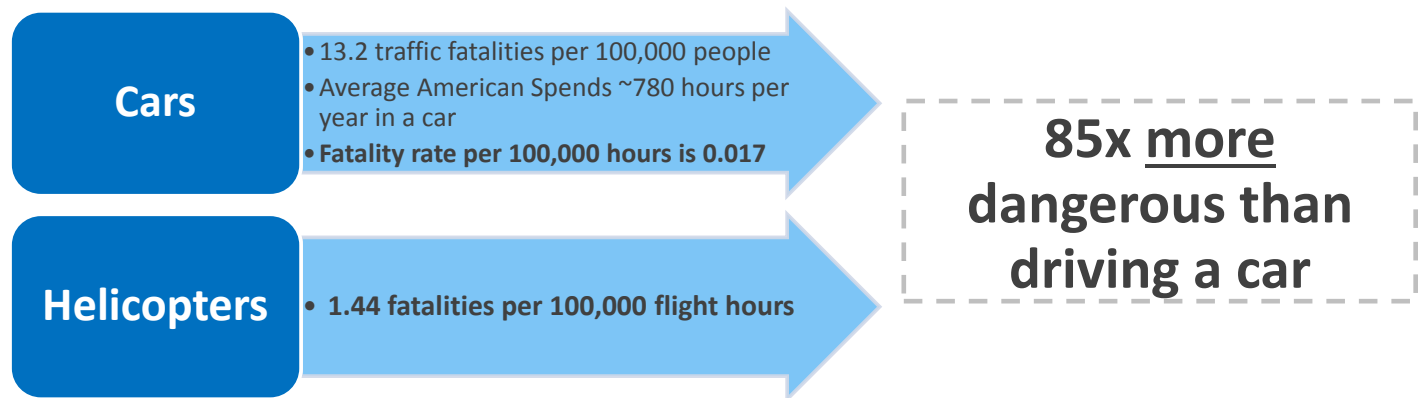 Cars
• 13.2 traffic fatalities per 100,000 people
• Average American Spends ~780 hours per
year in a car
• Fatality rate per 100,000 hours is 0.017
Helicopters
• 1.44 fatalities per 100,000 flight hours
85x more
dangerous than
driving a car